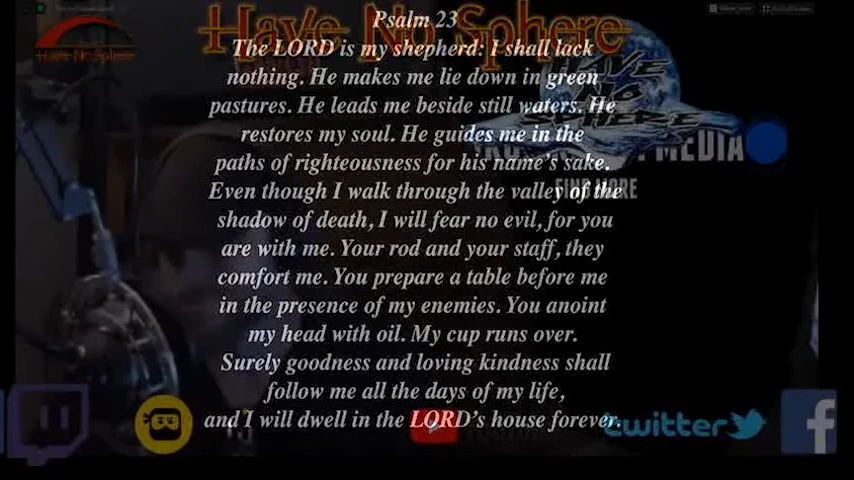 Have No Sphere
Have No Sphere
Psalm 23
The LORD is my shepherd: I shall lack
nothing. He makes me lie down in green
pastures. He leads me beside still waters. He
restores my soul. He guides me in the
paths of righteousness for his name's sake.
Even though I walk through the valley of the
shadow of death, I will fear no evil, for you
are with me. Your rod and your staff, they
comfort me. You prepare a table before me
in the presence of my enemies. You anoint
my head with oil. My cup runs over.
Surely goodness and loving kindness shall
follow me all the days of my life,
and I will dwell in the LORD's house forever.
HAVE
NO
SPHERE
MEDIA
FIND MORE
twitter
f